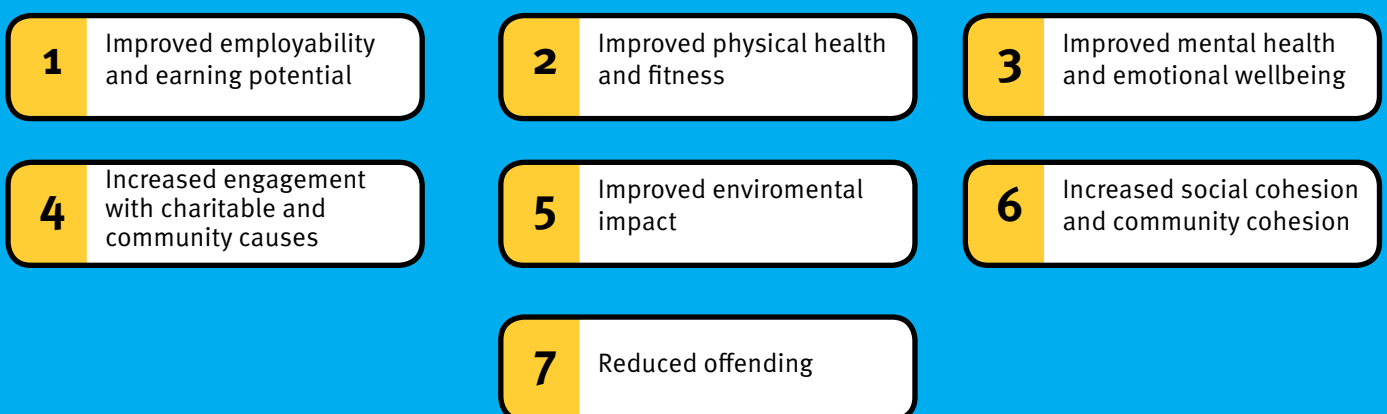 1
Improved employability
and earning potential
2
Improved physical health
and fitness
3
Improved mental health
and emotional wellbeing
4
Increased engagement
with charitable and
community causes
5
Improved enviromental
impact
6
Increased social cohesion
and community cohesion
7
Reduced offending